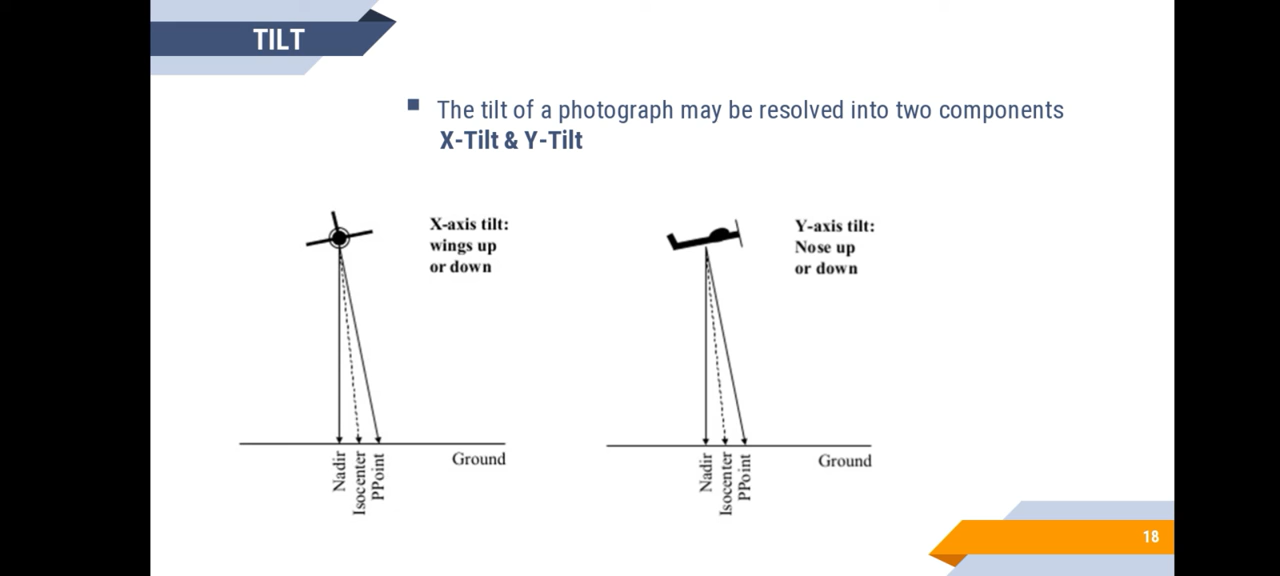 TILT
The tilt of a photograph may be resolved into two components
X-Tilt & Y-Tilt
X-axis tilt:
wings up
or down
Y-axis tilt:
Nose up
or down
Nadir
Isocenter
PPoint
Ground
Nadir
Isocenter
PPoint
Ground
18